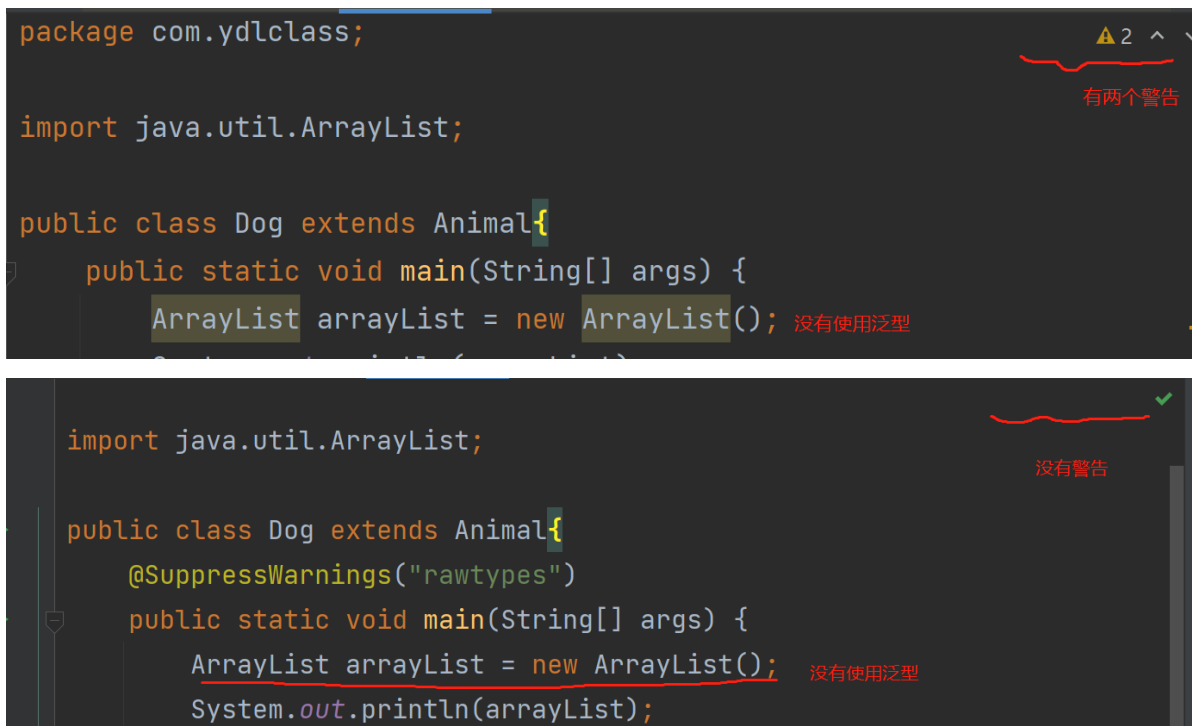 package com.ydlclass;
2
有两个警告
import java.util.ArrayList;
public class Dog extends Animal{
public static void main(String[] args) {
ArrayList arrayList = new ArrayList(); 没有使用泛型
import java.util.ArrayList;
没有警告
public class Dog extends Animal{
@SuppressWarnings("rawtypes")
public static void main(String[] args) {
ArrayList arrayList = new ArrayList(); 没有使用泛型
System.out.println(arrayList);